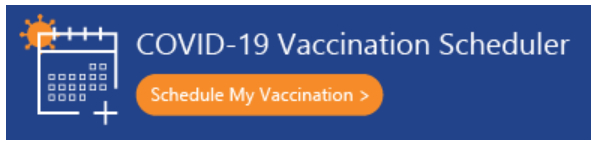 COVID-19 Vaccination Scheduler
Schedule My Vaccination >